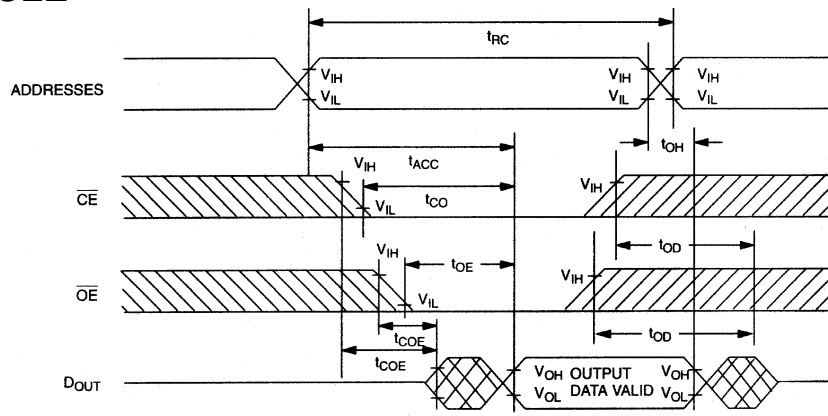 tRC
ADDRESSES
VIH VIH VIH
VIL VIL VIL
tOH
tACC
VIH
CE
tCO
VIL
VIH
tOD
VIH
OE
tOE
VIH
VIL
tCOE
tOD
tCOE
DOUT
VOH OUTPUT VOH
VOL DATA VALID VOL